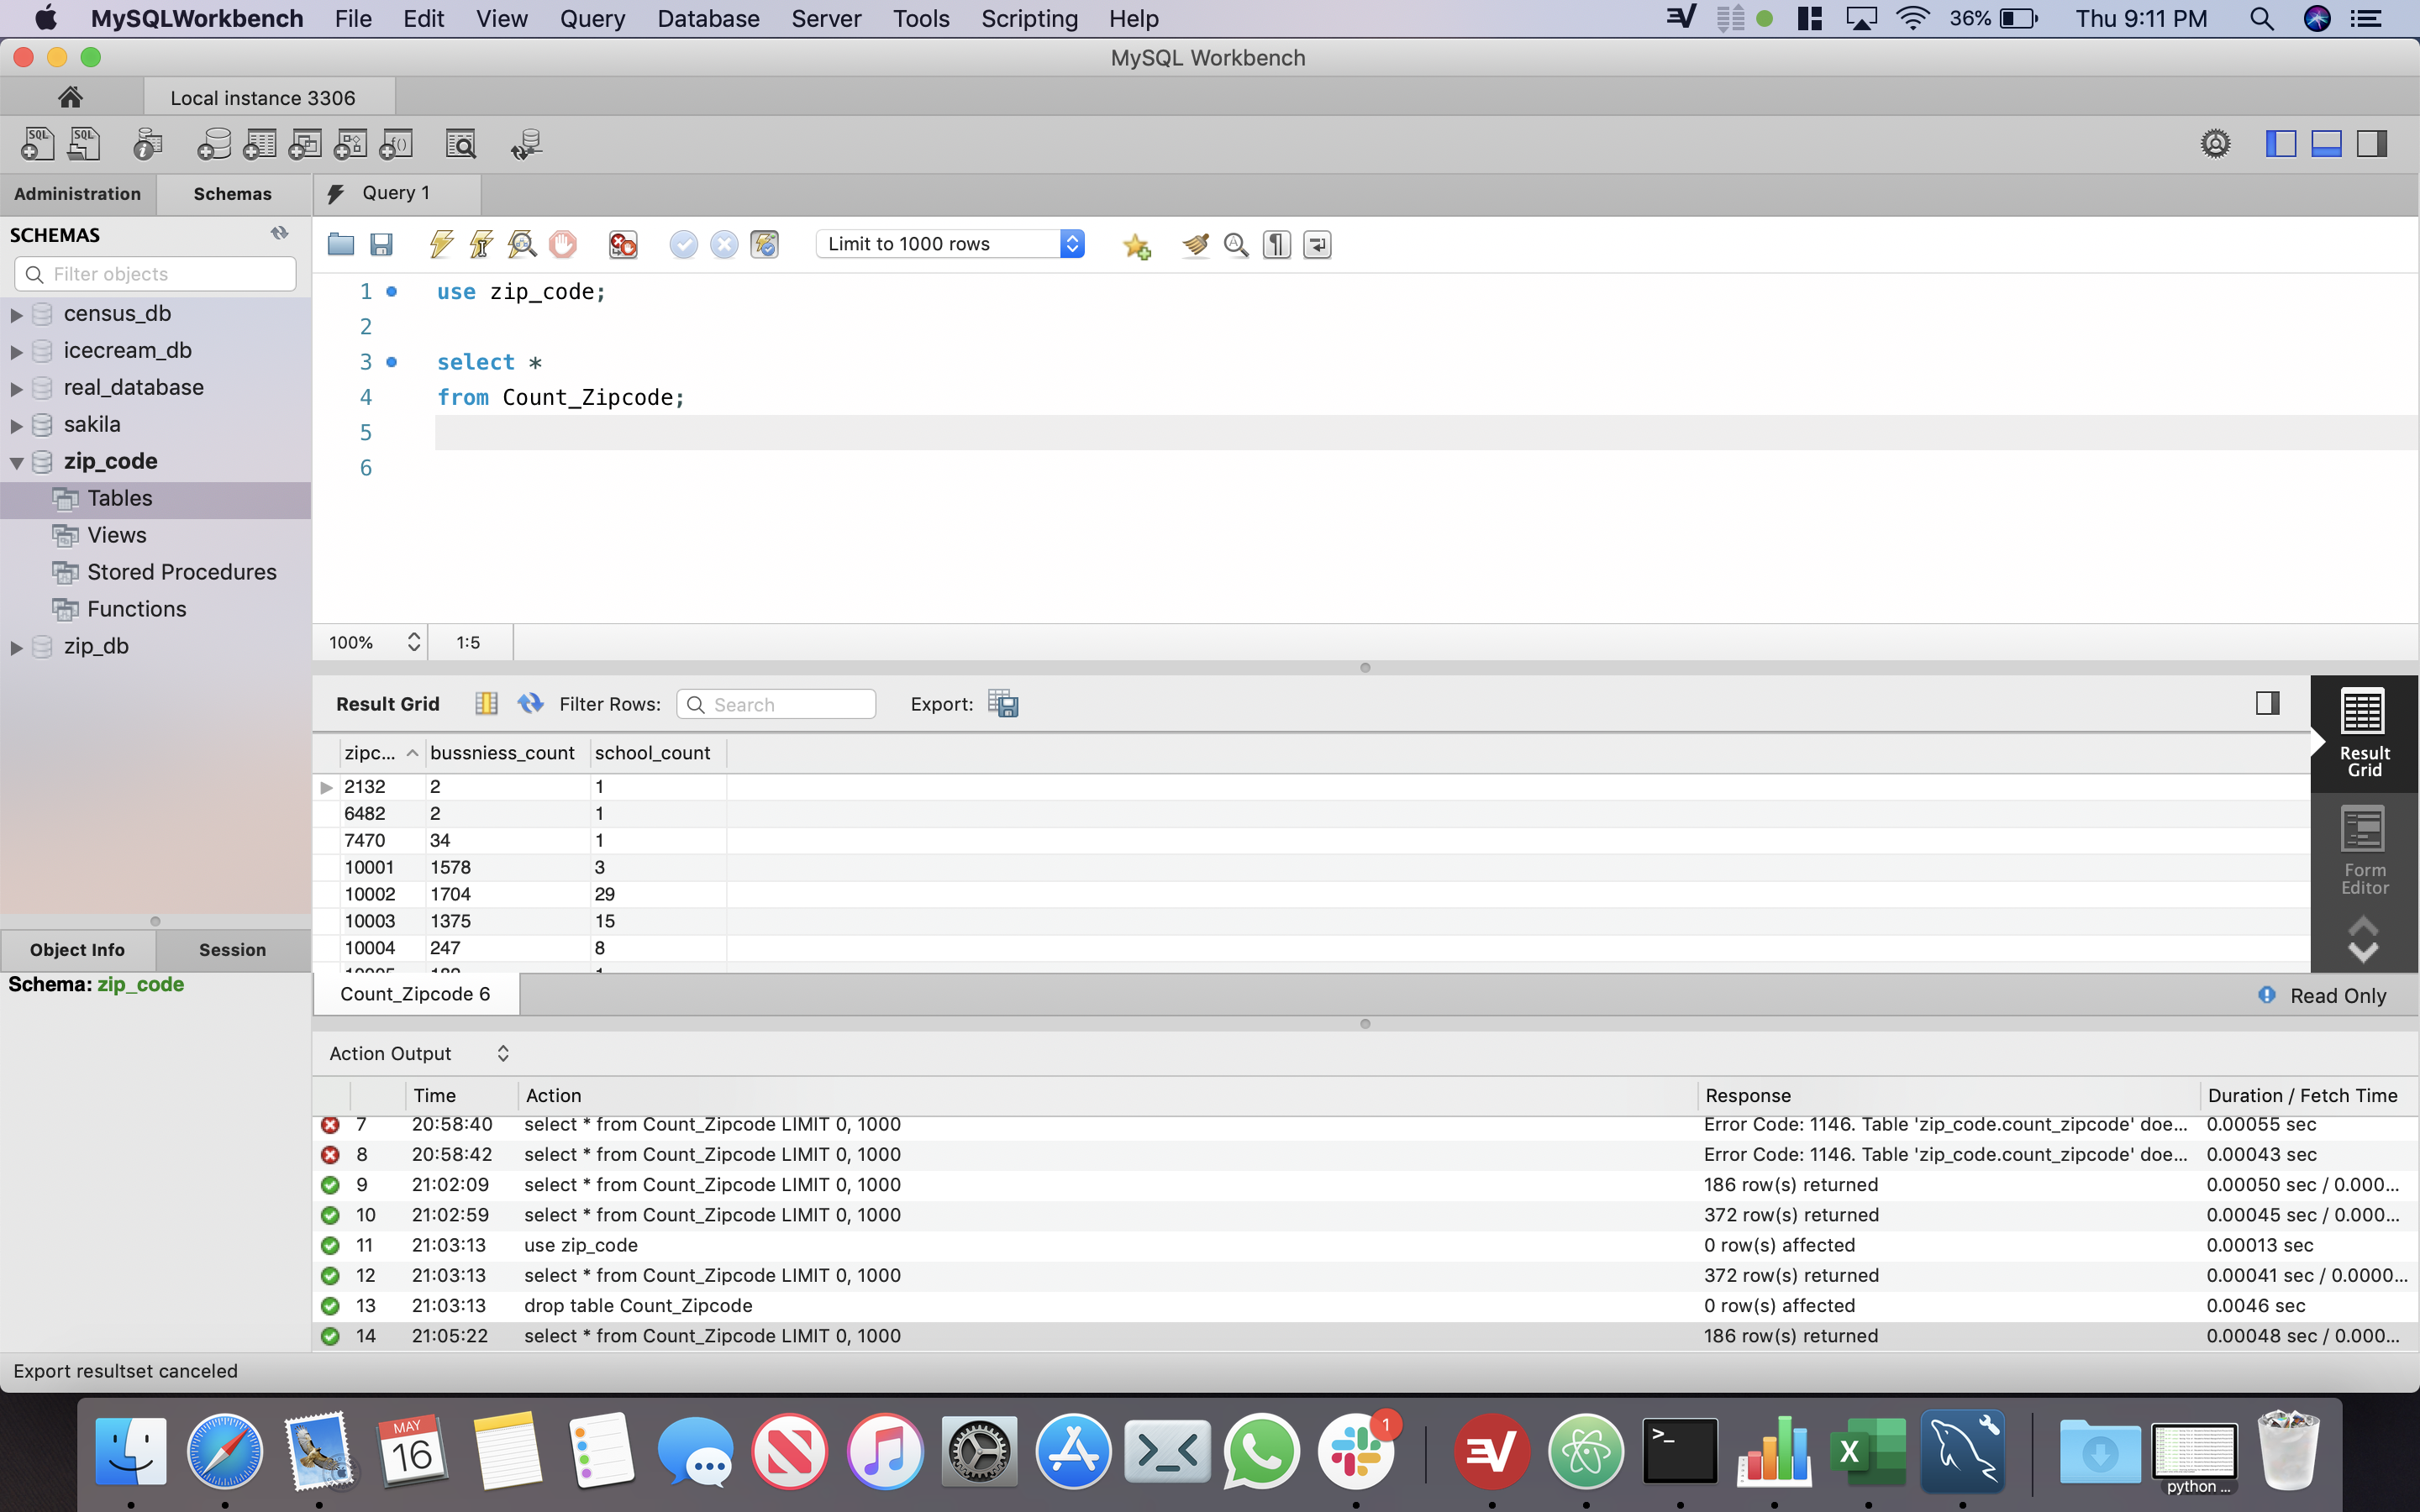 MySQLWorkbench File Edit View Query Database Server Tools Scripting Help 36% Thu 9:11 PM
MySQL Workbench
Local instance 3306
SQL SQL
Administration Schemas Query 1
SCHEMAS
Filter objects
Limit to 1000 rows
census_db
icecream_db
real_database
sakila
zip_code
Tables
Views
Stored Procedures
Functions
zip_db
1 use zip_code;
2
3 select *
4 from Count_Zipcode;
5
6
100% 1:5
Result Grid Filter Rows: Search Export:
zipc... bussniess_count school_count
2132 2 1
6482 2 1
7470 34 1
10001 1578 3
10002 1704 29
10003 1375 15
10004 247 8
Result Grid
Form Editor
Object Info Session
Schema: zip_code
Count_Zipcode 6 Read Only
Action Output
Time Action Response Duration / Fetch Time
7 20:58:40 select * from Count_Zipcode LIMIT 0, 1000 Error Code: 1146. Table 'zip_code.count_zipcode' doe... 0.00055 sec
8 20:58:42 select * from Count_Zipcode LIMIT 0, 1000 Error Code: 1146. Table 'zip_code.count_zipcode' doe... 0.00043 sec
9 21:02:09 select * from Count_Zipcode LIMIT 0, 1000 186 row(s) returned 0.00050 sec / 0.000...
10 21:02:59 select * from Count_Zipcode LIMIT 0, 1000 372 row(s) returned 0.00045 sec / 0.000...
11 21:03:13 use zip_code 0 row(s) affected 0.00013 sec
12 21:03:13 select * from Count_Zipcode LIMIT 0, 1000 372 row(s) returned 0.00041 sec / 0.0000...
13 21:03:13 drop table Count_Zipcode 0 row(s) affected 0.0046 sec
14 21:05:22 select * from Count_Zipcode LIMIT 0, 1000 186 row(s) returned 0.00048 sec / 0.000...
Export resultset canceled
MAY
16
1
python ...